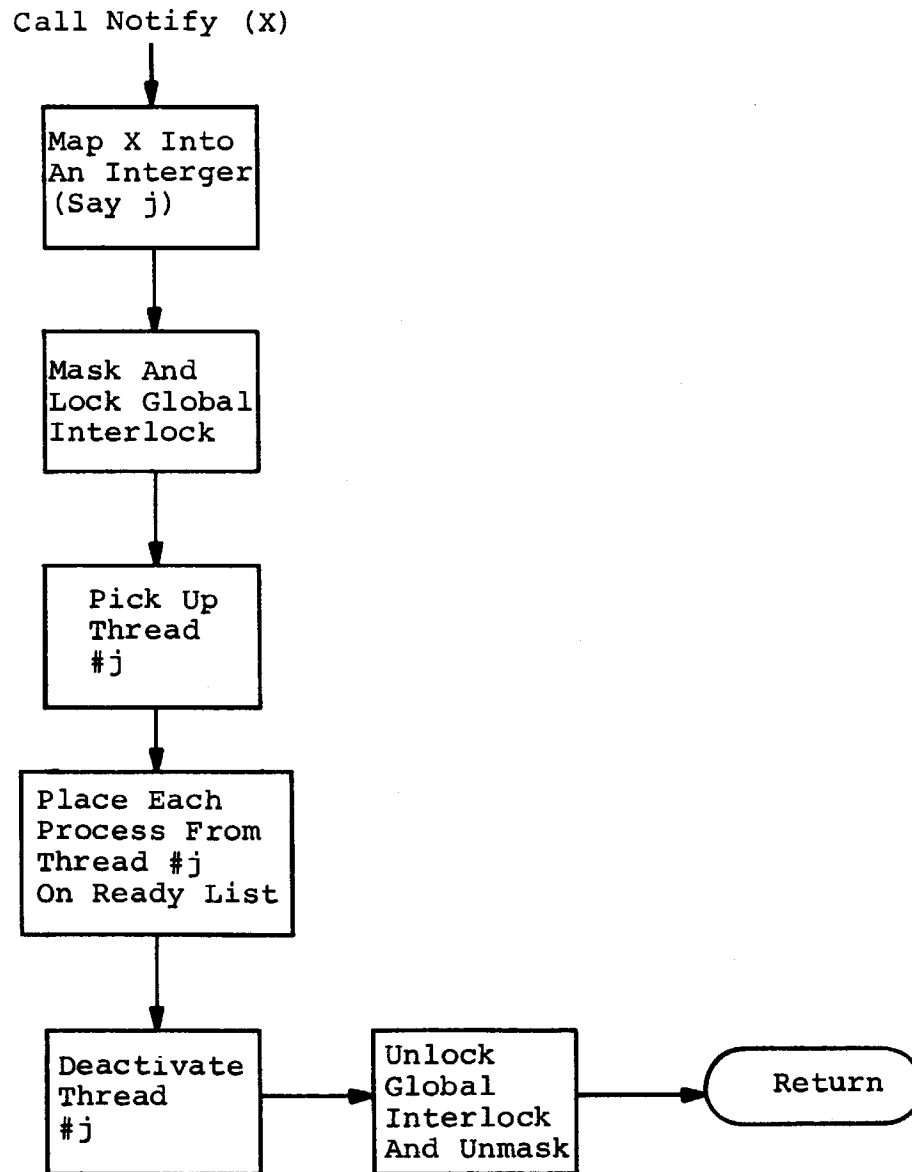 Call Notify (X)
Map X Into
An Interger
(Say j)
Mask And
Lock Global
Interlock
Pick Up
Thread
#j
Place Each
Process From
Thread #j
On Ready List
Deactivate
Thread
#j
Unlock
Global
Interlock
And Unmask
Return